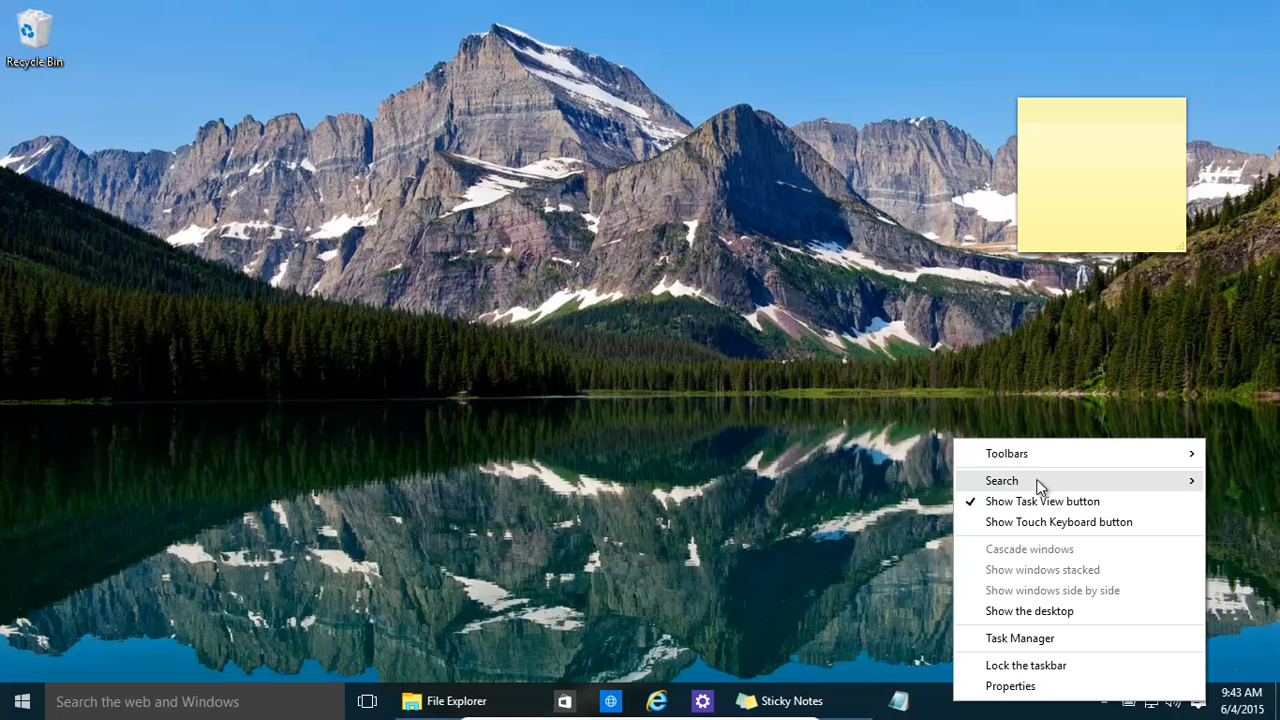 Recycle Bin
Toolbars
Search
Show Task View button
Show Touch Keyboard button
Cascade windows
Show windows stacked
Show windows side by side
Show the desktop
Task Manager
Lock the taskbar
Properties
Search the web and Windows
File Explorer
Sticky Notes
9:43 AM
6/4/2015